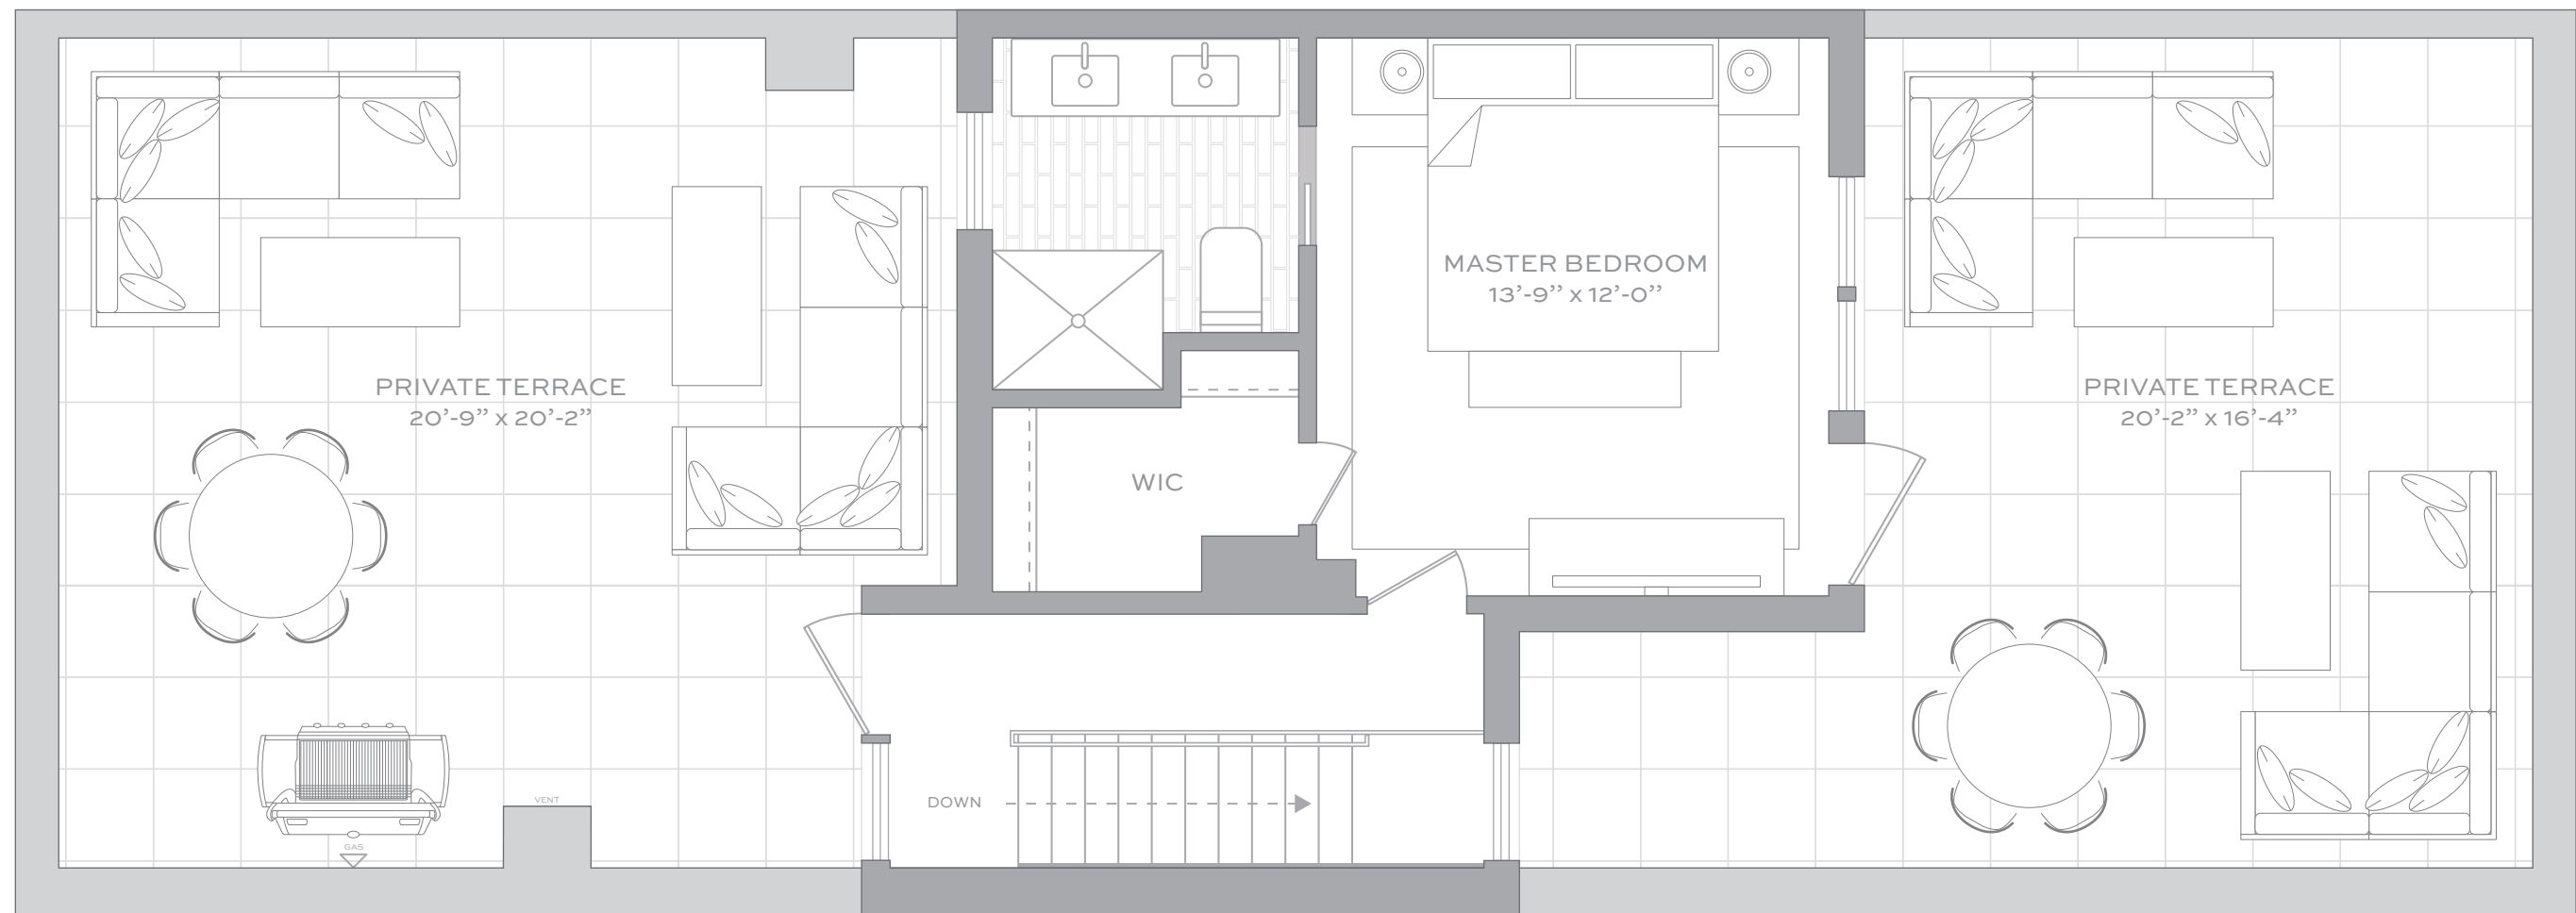 MASTER BEDROOM
13’-9” x 12’-0”
PRIVATE TERRACE
20’-9” x 20’-2”
PRIVATE TERRACE
20’-2” x 16’-4”
WIC
VENT
DOWN
GAS